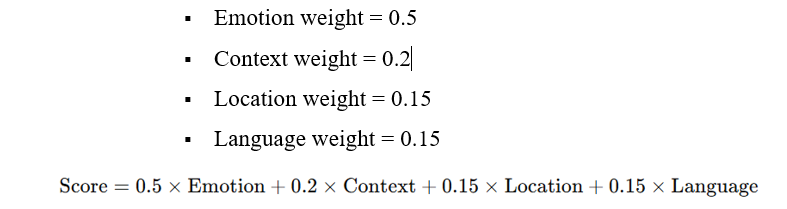 ▪ Emotion weight = 0.5
▪ Context weight = 0.2
▪ Location weight = 0.15
▪ Language weight = 0.15
Score = 0.5 × Emotion + 0.2 × Context + 0.15 × Location + 0.15 × Language